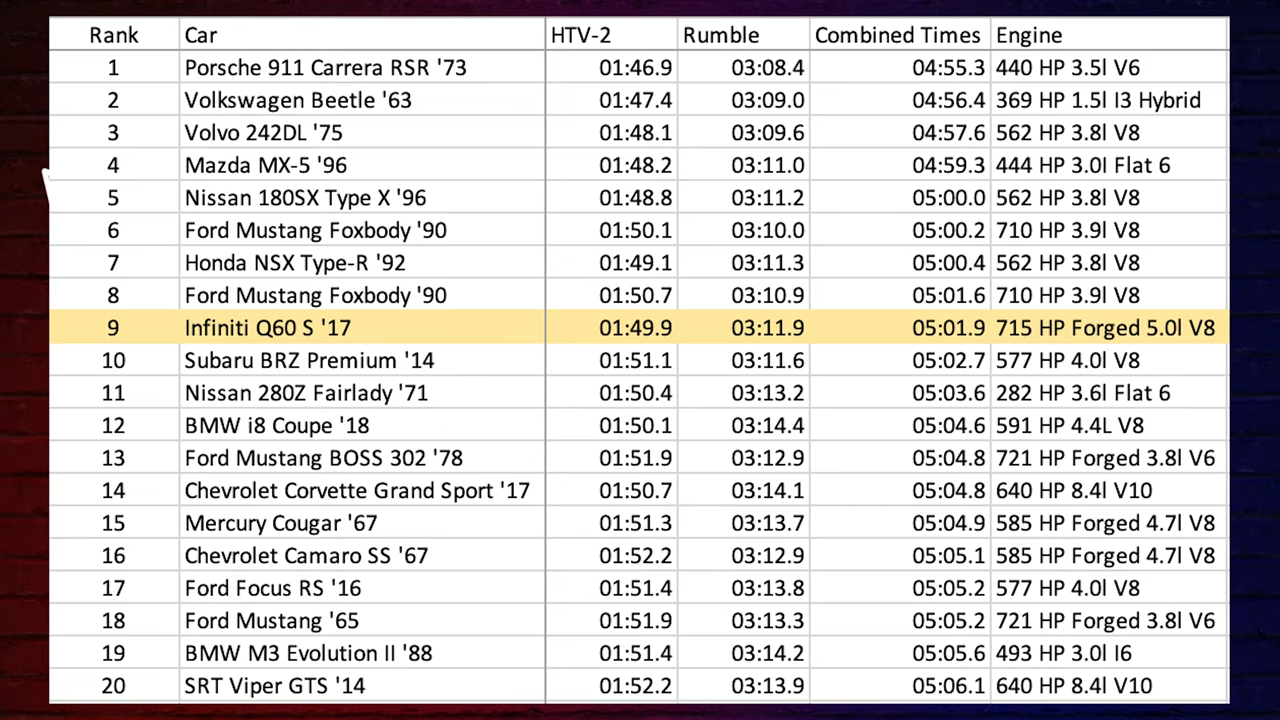 Rank Car HTV-2 Rumble Combined Times Engine
1 Porsche 911 Carrera RSR '73 01:46.9 03:08.4 04:55.3 440 HP 3.5l V6
2 Volkswagen Beetle '63 01:47.4 03:09.0 04:56.4 369 HP 1.5l I3 Hybrid
3 Volvo 242DL '75 01:48.1 03:09.6 04:57.6 562 HP 3.8l V8
4 Mazda MX-5 '96 01:48.2 03:11.0 04:59.3 444 HP 3.0l Flat 6
5 Nissan 180SX Type X '96 01:48.8 03:11.2 05:00.0 562 HP 3.8l V8
6 Ford Mustang Foxbody '90 01:50.1 03:10.0 05:00.2 710 HP 3.9l V8
7 Honda NSX Type-R '92 01:49.1 03:11.3 05:00.4 562 HP 3.8l V8
8 Ford Mustang Foxbody '90 01:50.7 03:10.9 05:01.6 710 HP 3.9l V8
9 Infiniti Q60 S '17 01:49.9 03:11.9 05:01.9 715 HP Forged 5.0l V8
10 Subaru BRZ Premium '14 01:51.1 03:11.6 05:02.7 577 HP 4.0l V8
11 Nissan 280Z Fairlady '71 01:50.4 03:13.2 05:03.6 282 HP 3.6l Flat 6
12 BMW i8 Coupe '18 01:50.1 03:14.4 05:04.6 591 HP 4.4L V8
13 Ford Mustang BOSS 302 '78 01:51.9 03:12.9 05:04.8 721 HP Forged 3.8l V6
14 Chevrolet Corvette Grand Sport '17 01:50.7 03:14.1 05:04.8 640 HP 8.4l V10
15 Mercury Cougar '67 01:51.3 03:13.7 05:04.9 585 HP Forged 4.7l V8
16 Chevrolet Camaro SS '67 01:52.2 03:12.9 05:05.1 585 HP Forged 4.7l V8
17 Ford Focus RS '16 01:51.4 03:13.8 05:05.2 577 HP 4.0l V8
18 Ford Mustang '65 01:51.9 03:13.3 05:05.2 721 HP Forged 3.8l V6
19 BMW M3 Evolution II '88 01:51.4 03:14.2 05:05.6 493 HP 3.0l I6
20 SRT Viper GTS '14 01:52.2 03:13.9 05:06.1 640 HP 8.4l V10